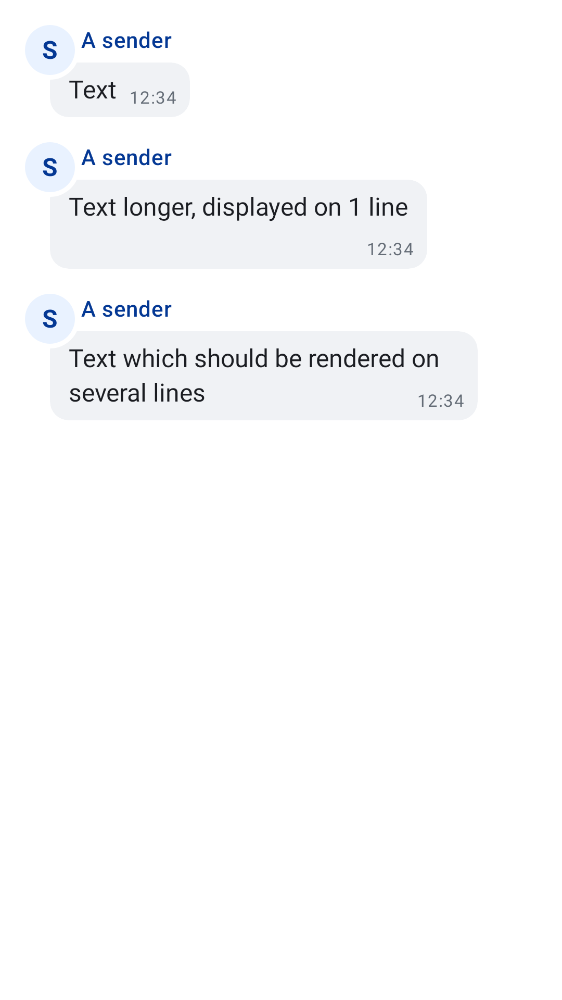 S
A sender
Text 12:34
S
A sender
Text longer, displayed on 1 line
12:34
S
A sender
Text which should be rendered on
several lines 12:34